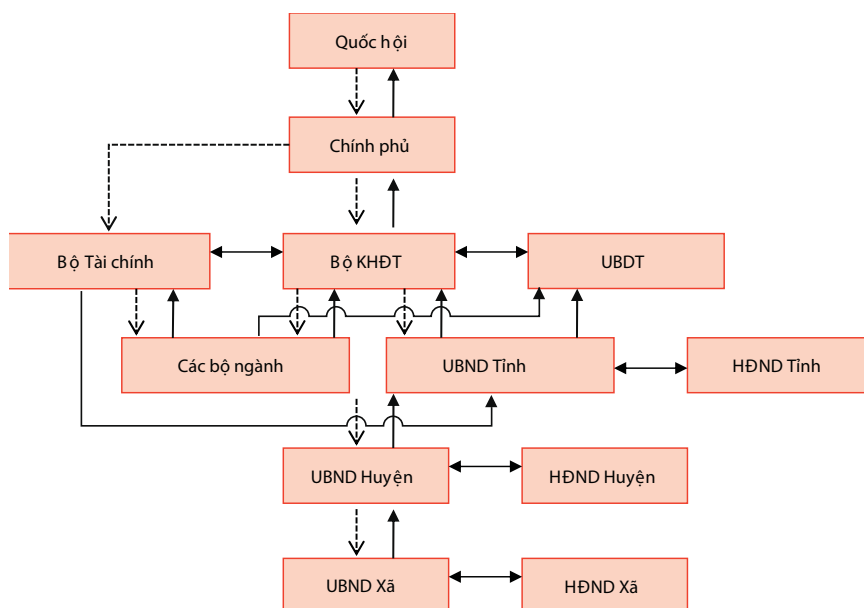 Quốc hội
Chính phủ
Bộ Tài chính
Bộ KHĐT
UBDT
Các bộ ngành
UBND Tỉnh
HĐND Tỉnh
UBND Huyện
HĐND Huyện
UBND Xã
HĐND Xã